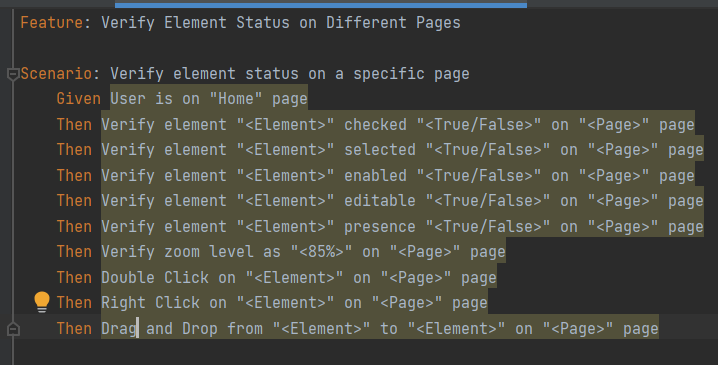 Feature: Verify Element Status on Different Pages
Scenario: Verify element status on a specific page
Given User is on "Home" page
Then Verify element "<Element>" checked "<True/False>" on "<Page>" page
Then Verify element "<Element>" selected "<True/False>" on "<Page>" page
Then Verify element "<Element>" enabled "<True/False>" on "<Page>" page
Then Verify element "<Element>" editable "<True/False>" on "<Page>" page
Then Verify element "<Element>" presence "<True/False>" on "<Page>" page
Then Verify zoom level as "<85%>" on "<Page>" page
Then Double Click on "<Element>" on "<Page>" page
Then Right Click on "<Element>" on "<Page>" page
Then Drag and Drop from "<Element>" to "<Element>" on "<Page>" page